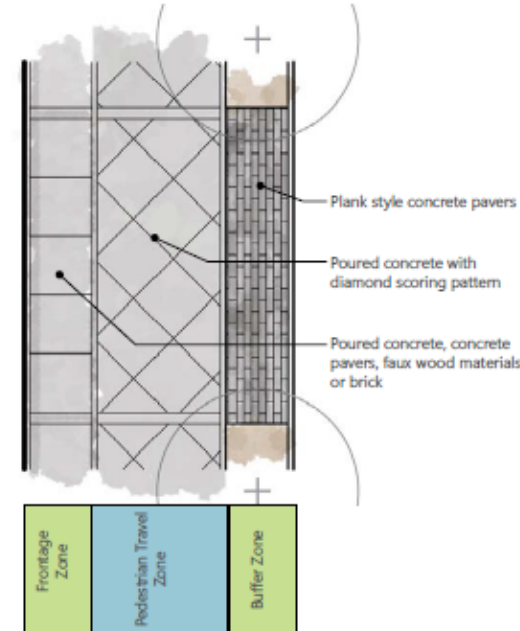 Plank style concrete pavers
Poured concrete with
diamond scoring pattern
Poured concrete, concrete
pavers, faux wood materials
or brick
Frontage
Zone
Pedestrian Travel
Zone
Buffer Zone